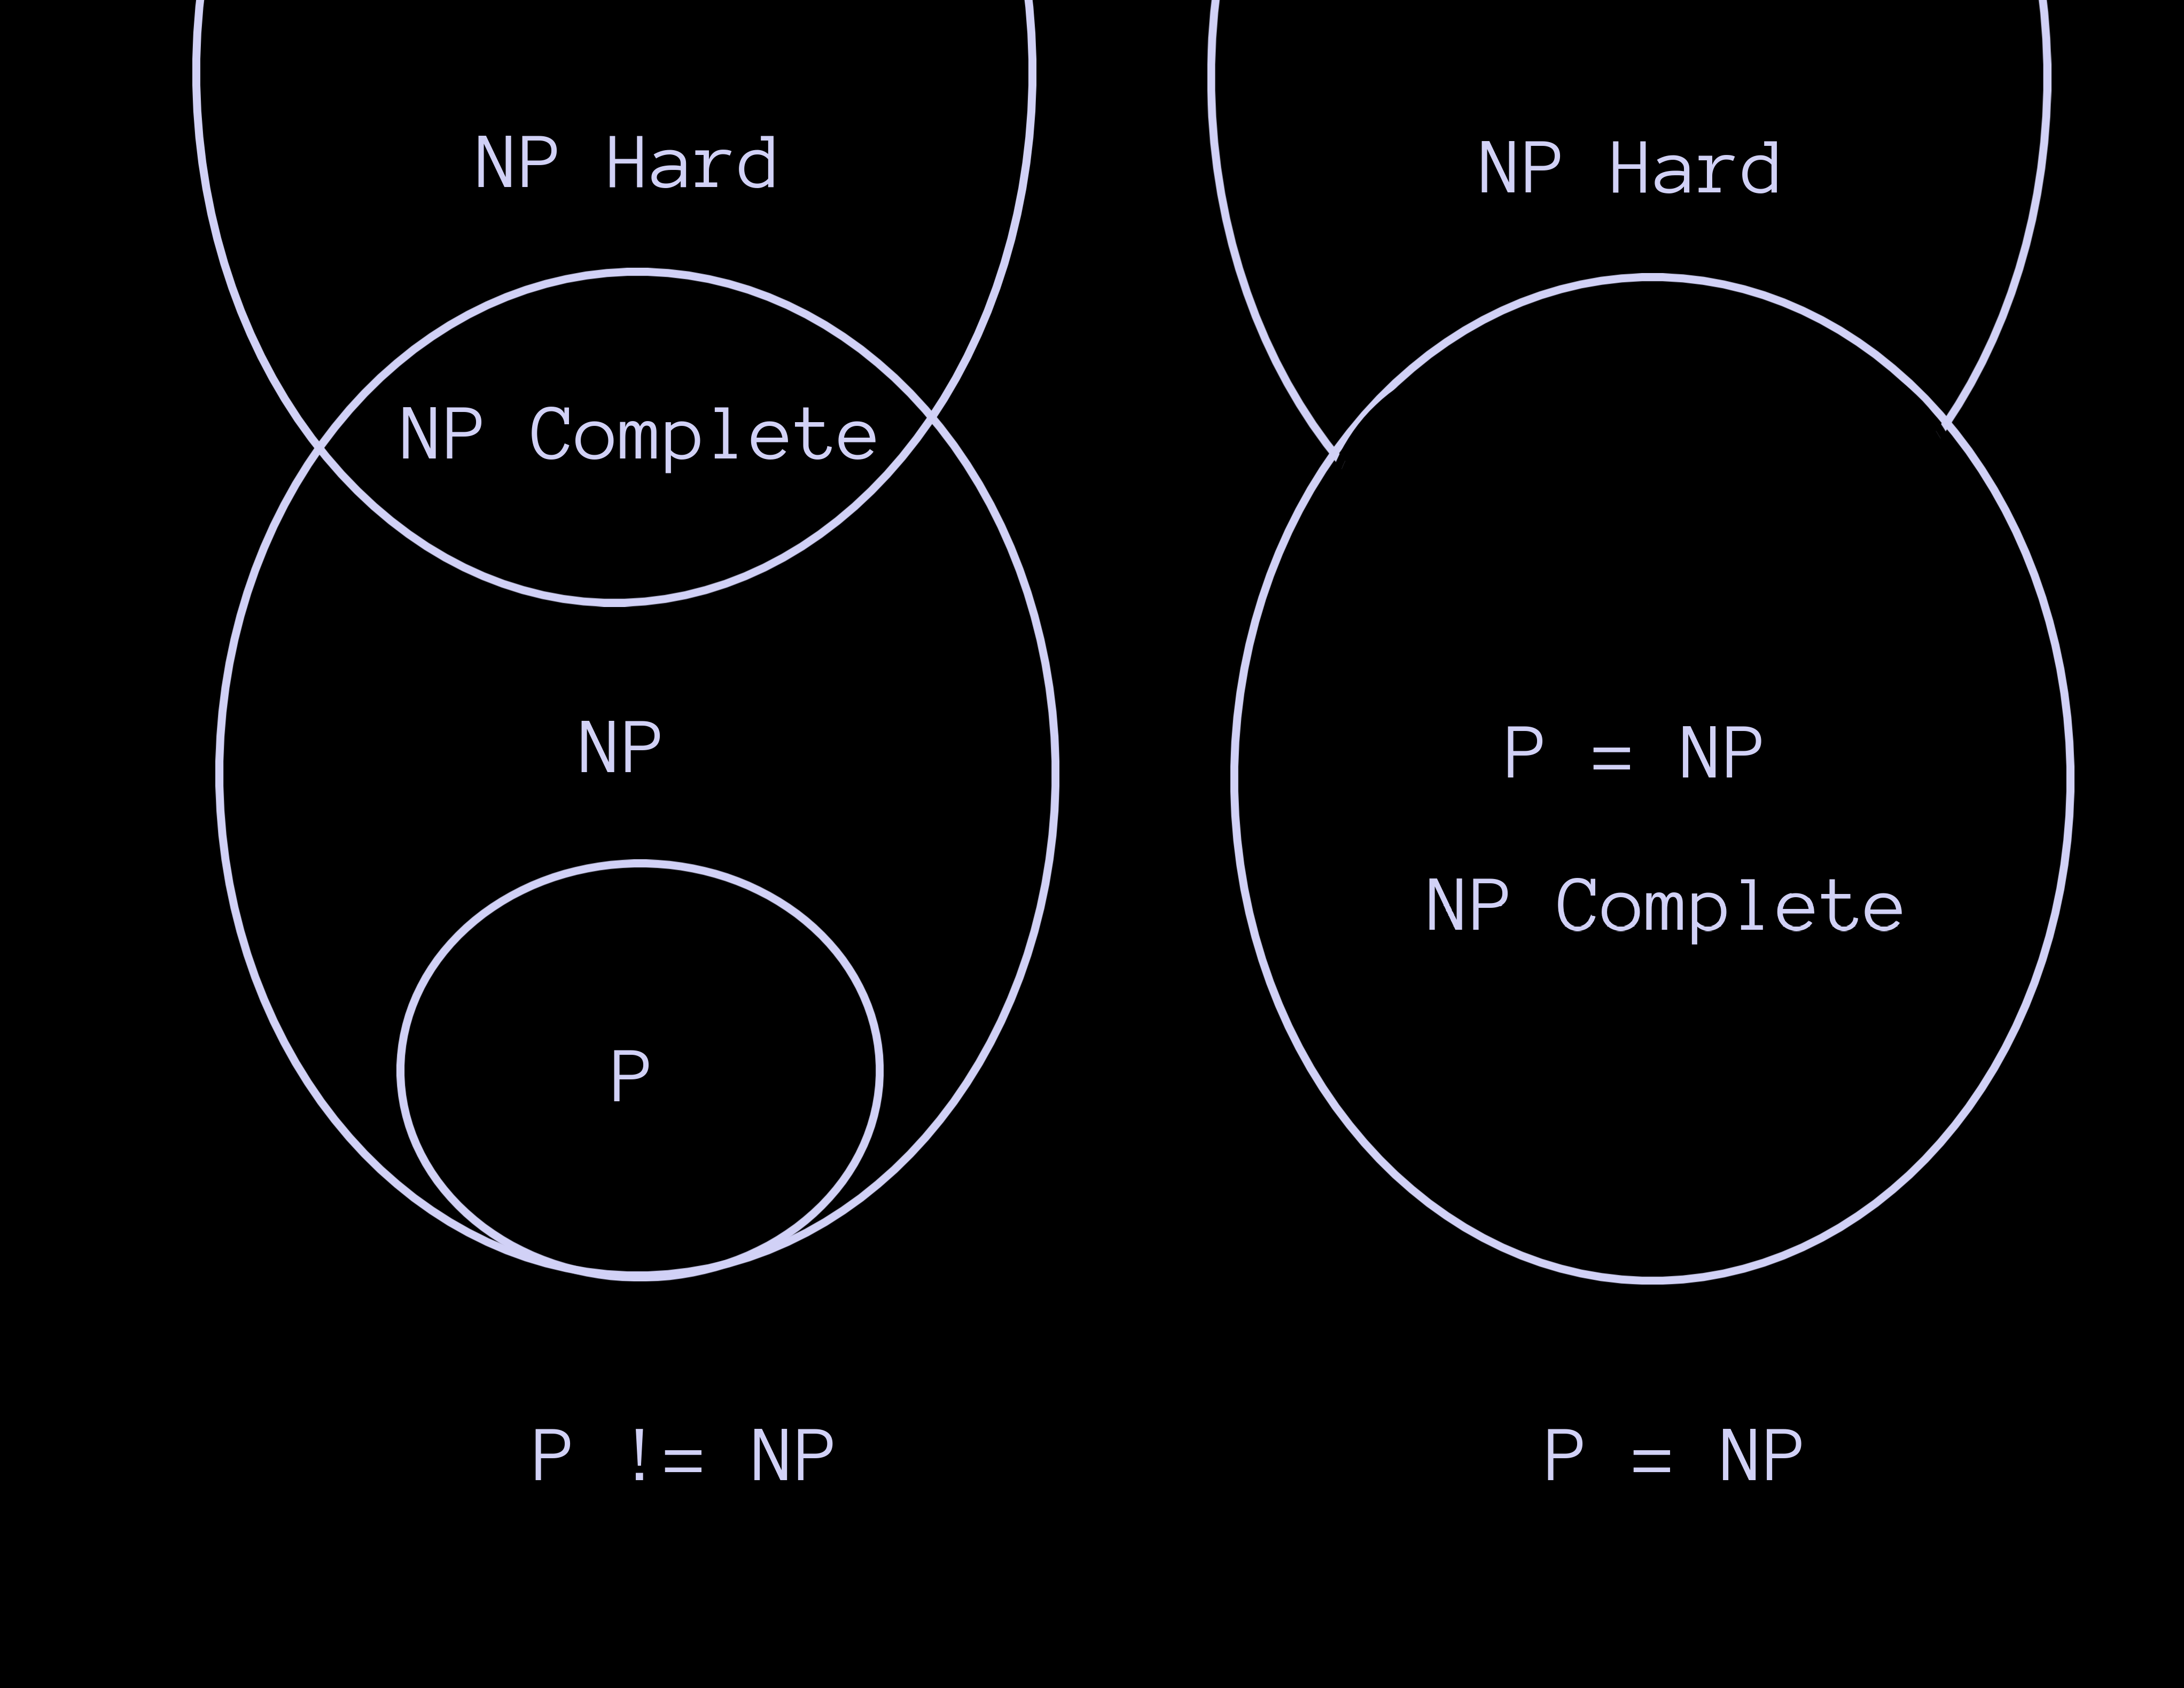 NP Hard
NP Complete
NP
P
P != NP
NP Hard
P = NP
NP Complete
P = NP